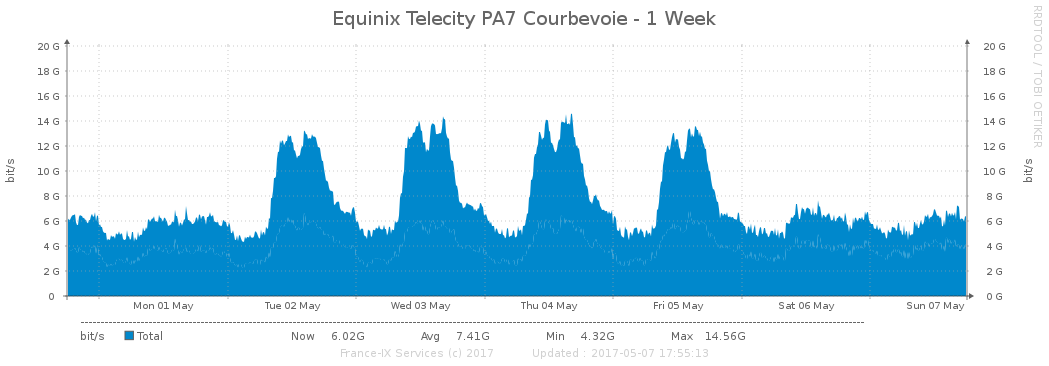 Equinix Telecity PA7 Courbevoie - 1 Week
RRDTOOL / TOBI OETIKER
20 G 20 G
18 G 18 G
16 G 16 G
14 G 14 G
12 G 12 G
10 G 10 G
8 G 8 G
6 G 6 G
4 G 4 G
2 G 2 G
0 0 G
bit/s bit/s
Mon 01 May Tue 02 May Wed 03 May Thu 04 May Fri 05 May Sat 06 May Sun 07 May
bit/s Total Now 6.02G Avg 7.41G Min 4.32G Max 14.56G
France-IX Services (c) 2017 Updated : 2017-05-07 17:55:13